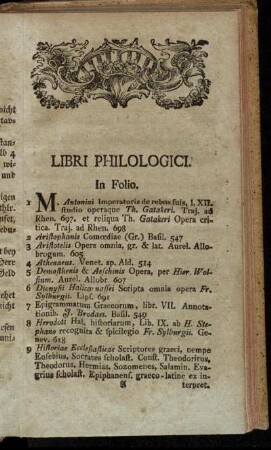 LIBRI PHILOLOGICI.
In Folio.
1 M. Antonini Imperatoris de rebus suis, l. XII.
studio operaque Th. Gatakeri. Traj. ad
Rhen. 697. et reliqua Th. Gatakeri Opera cri-
tica. Traj. ad Rhen. 698
2 Aristophanis Comoediae (Gr.) Basil. 547
3 Aristotelis Opera omnia, gr. & lat. Aurel. Allo-
brogum. 605
4 Athenaeus. Venet. ap. Ald. 514
5 Demosthenis & Aeschinis Opera, per Hier. Wol-
fium. Aurel. Allobr. 607
6 Dionysii Halicarnassei Scripta omnia opera Fr.
Sylburgii. Lips. 691
7 Epigrammatum Graecorum, libr. VII. Annota-
tionib. J. Brodaei. Basil. 549
8 Herodoti Hal. historiarum, Lib. IX. ab H. Ste-
phano recognita & spicilegio Fr. Sylburgii. Ge-
nev. 618
9 Historiae Ecclesiasticae Scriptores graeci, nempe
Eusebius, Socrates scholast. Const. Theodoritus,
Theodorus, Hermias, Sozomenes, Salamin. Eva-
grius scholast. Epiphanens. graeco-latine ex in
interpret.